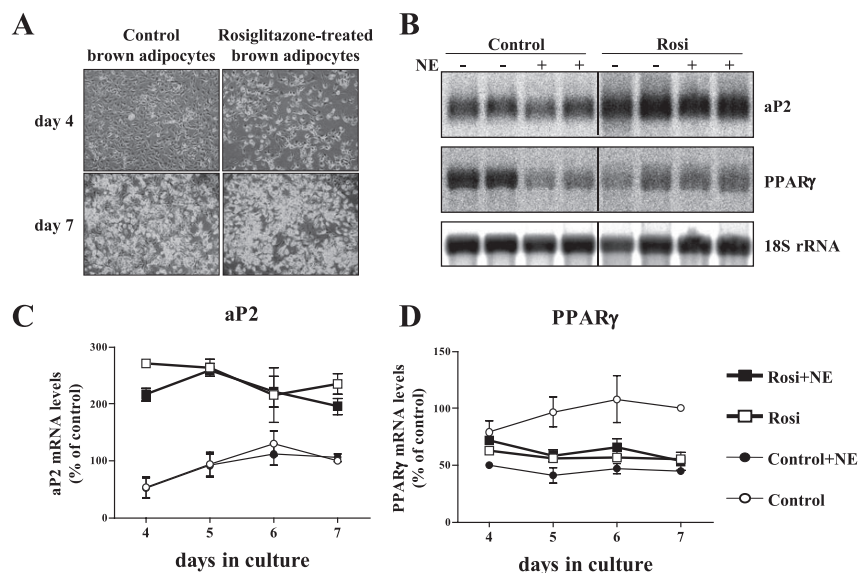 A
Control
brown adipocytes
Rosiglitazone-treated
brown adipocytes
day 4
day 7
B
Control
Rosi
NE - - + + - - + +
aP2
PPARγ
18S rRNA
C
aP2
aP2 mRNA levels
(% of control)
300
200
100
0
4 5 6 7
days in culture
D
PPARγ
PPARγ mRNA levels
(% of control)
150
100
50
0
4 5 6 7
days in culture
Rosi+NE
Rosi
Control+NE
Control